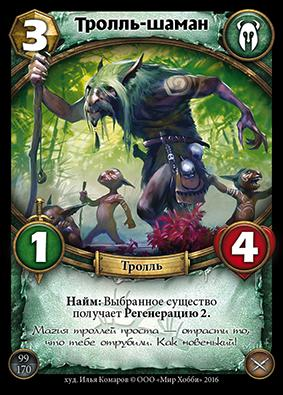 3
Тролль-шаман
1
Тролль
4
Найм: Выбранное существо
получает Регенерацию 2.
Магия троллей проста — отрасти то,
что тебе отрубили. Как новенький!
99
170
худ. Илья Комаров © ООО «Мир Хобби» 2016